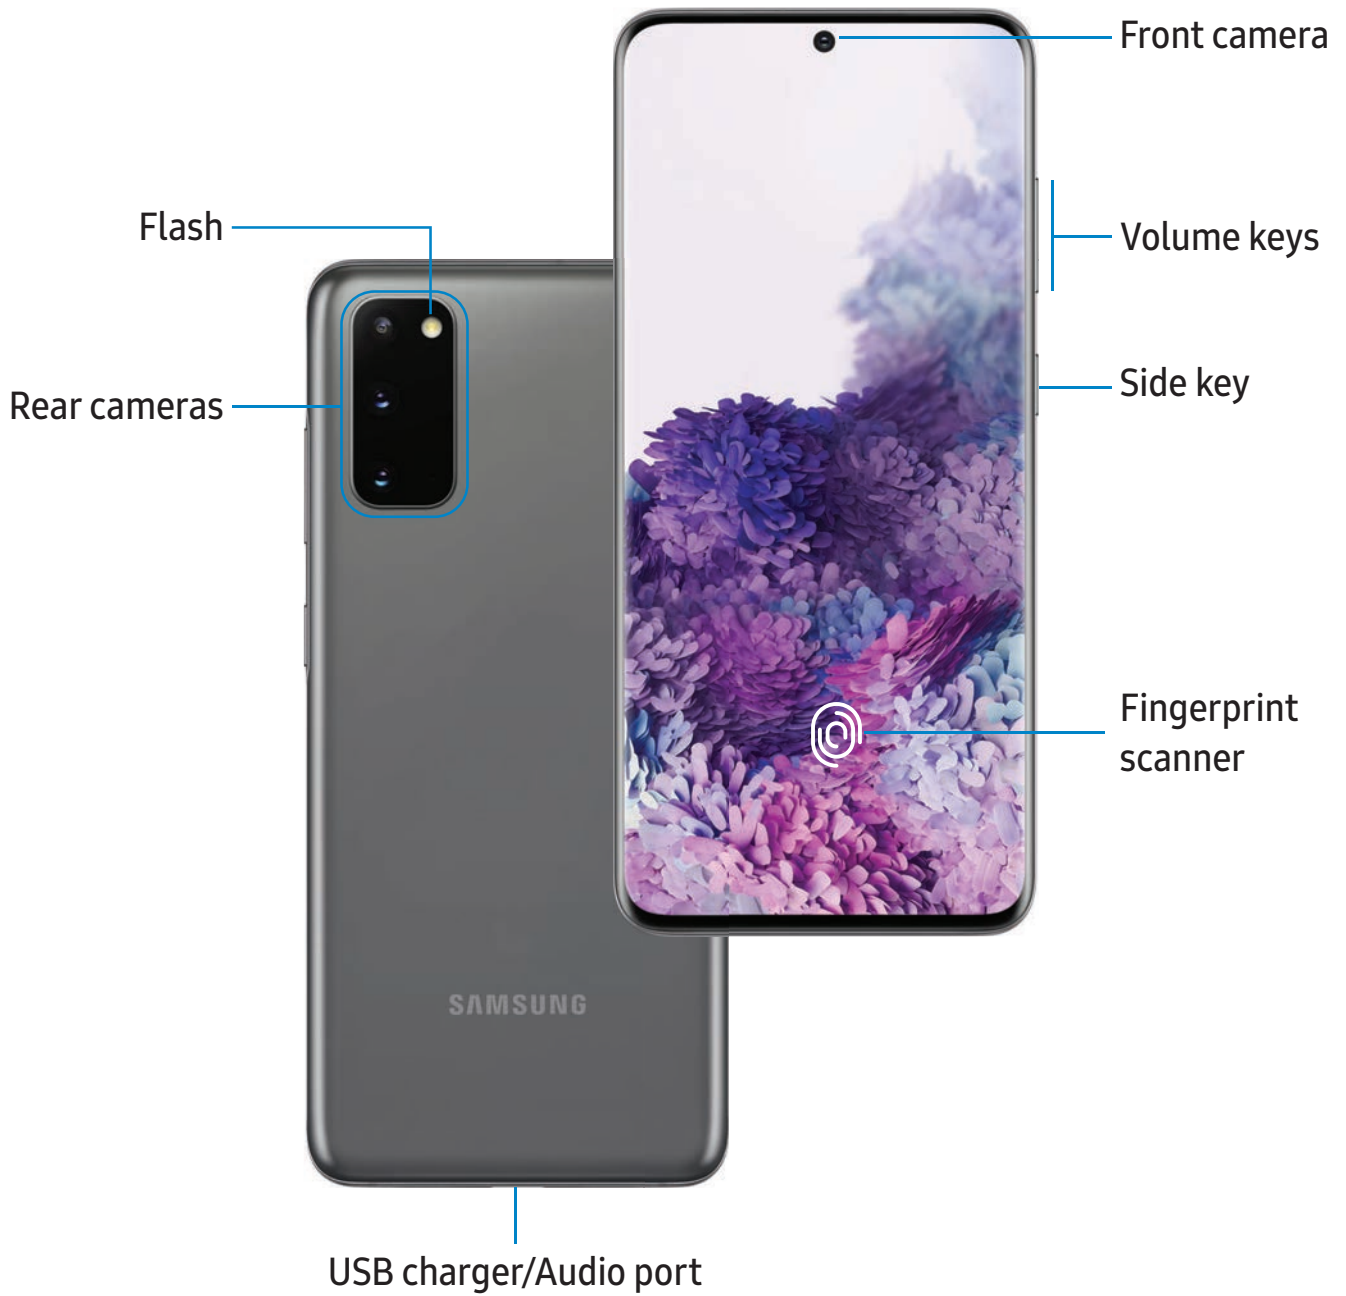 Front camera
Flash
Volume keys
Rear cameras
Side key
Fingerprint
scanner
SAMSUNG
USB charger/Audio port